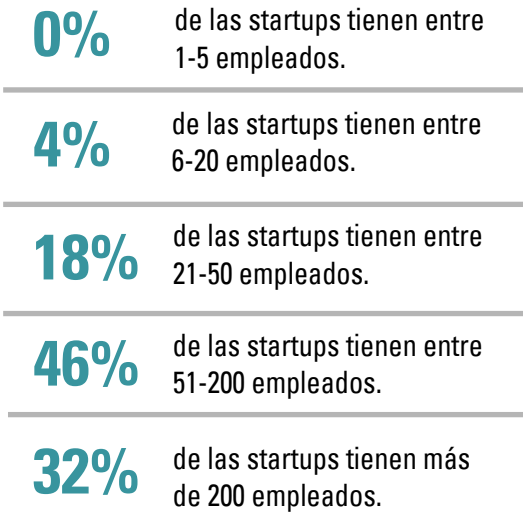 0%
de las startups tienen entre
1-5 empleados.
4%
de las startups tienen entre
6-20 empleados.
18%
de las startups tienen entre
21-50 empleados.
46%
de las startups tienen entre
51-200 empleados.
32%
de las startups tienen más
de 200 empleados.